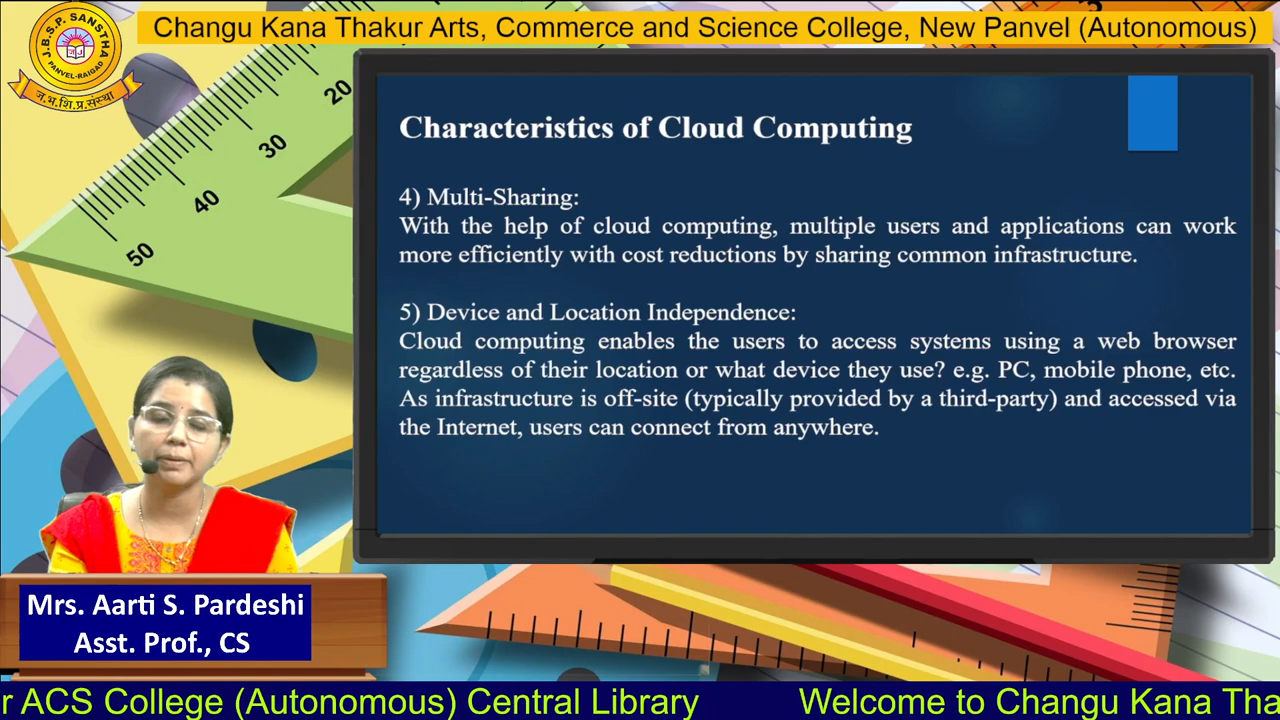 Changu Kana Thakur Arts, Commerce and Science College, New Panvel (Autonomous)
J.B.S.P. SANSTHA
PANVEL-RAIGAD
ज.भ.शि.प्र.संस्था
20
30
40
50
Characteristics of Cloud Computing
4) Multi-Sharing:
With the help of cloud computing, multiple users and applications can work
more efficiently with cost reductions by sharing common infrastructure.
5) Device and Location Independence:
Cloud computing enables the users to access systems using a web browser
regardless of their location or what device they use? e.g. PC, mobile phone, etc.
As infrastructure is off-site (typically provided by a third-party) and accessed via
the Internet, users can connect from anywhere.
Mrs. Aarti S. Pardeshi
Asst. Prof., CS
r ACS College (Autonomous) Central Library Welcome to Changu Kana Tha